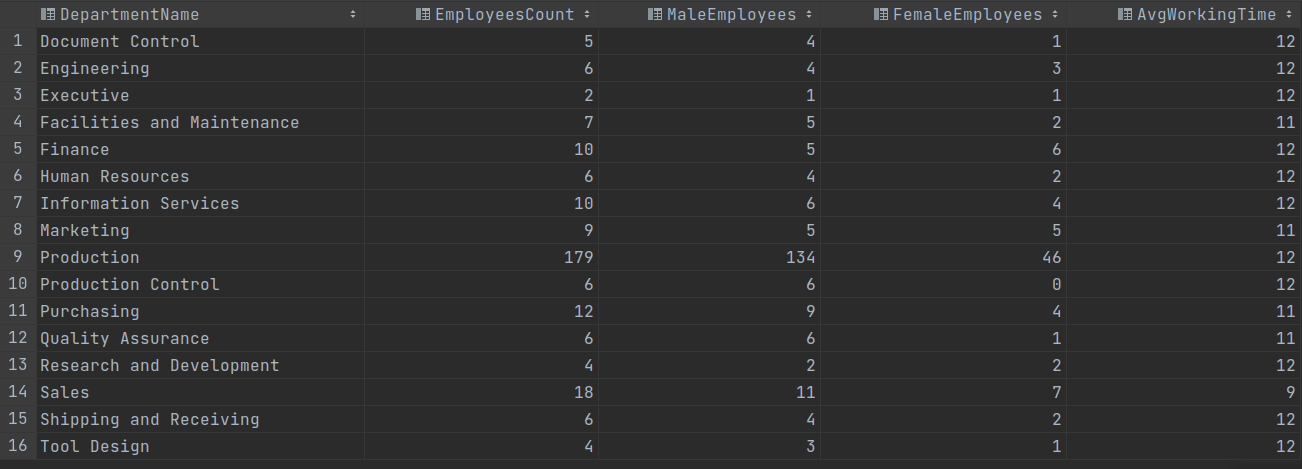 DepartmentName EmployeesCount MaleEmployees FemaleEmployees AvgWorkingTime
1 Document Control 5 4 1 12
2 Engineering 6 4 3 12
3 Executive 2 1 1 12
4 Facilities and Maintenance 7 5 2 11
5 Finance 10 5 6 12
6 Human Resources 6 4 2 12
7 Information Services 10 6 4 12
8 Marketing 9 5 5 11
9 Production 179 134 46 12
10 Production Control 6 6 0 12
11 Purchasing 12 9 4 11
12 Quality Assurance 6 6 1 11
13 Research and Development 4 2 2 12
14 Sales 18 11 7 9
15 Shipping and Receiving 6 4 2 12
16 Tool Design 4 3 1 12